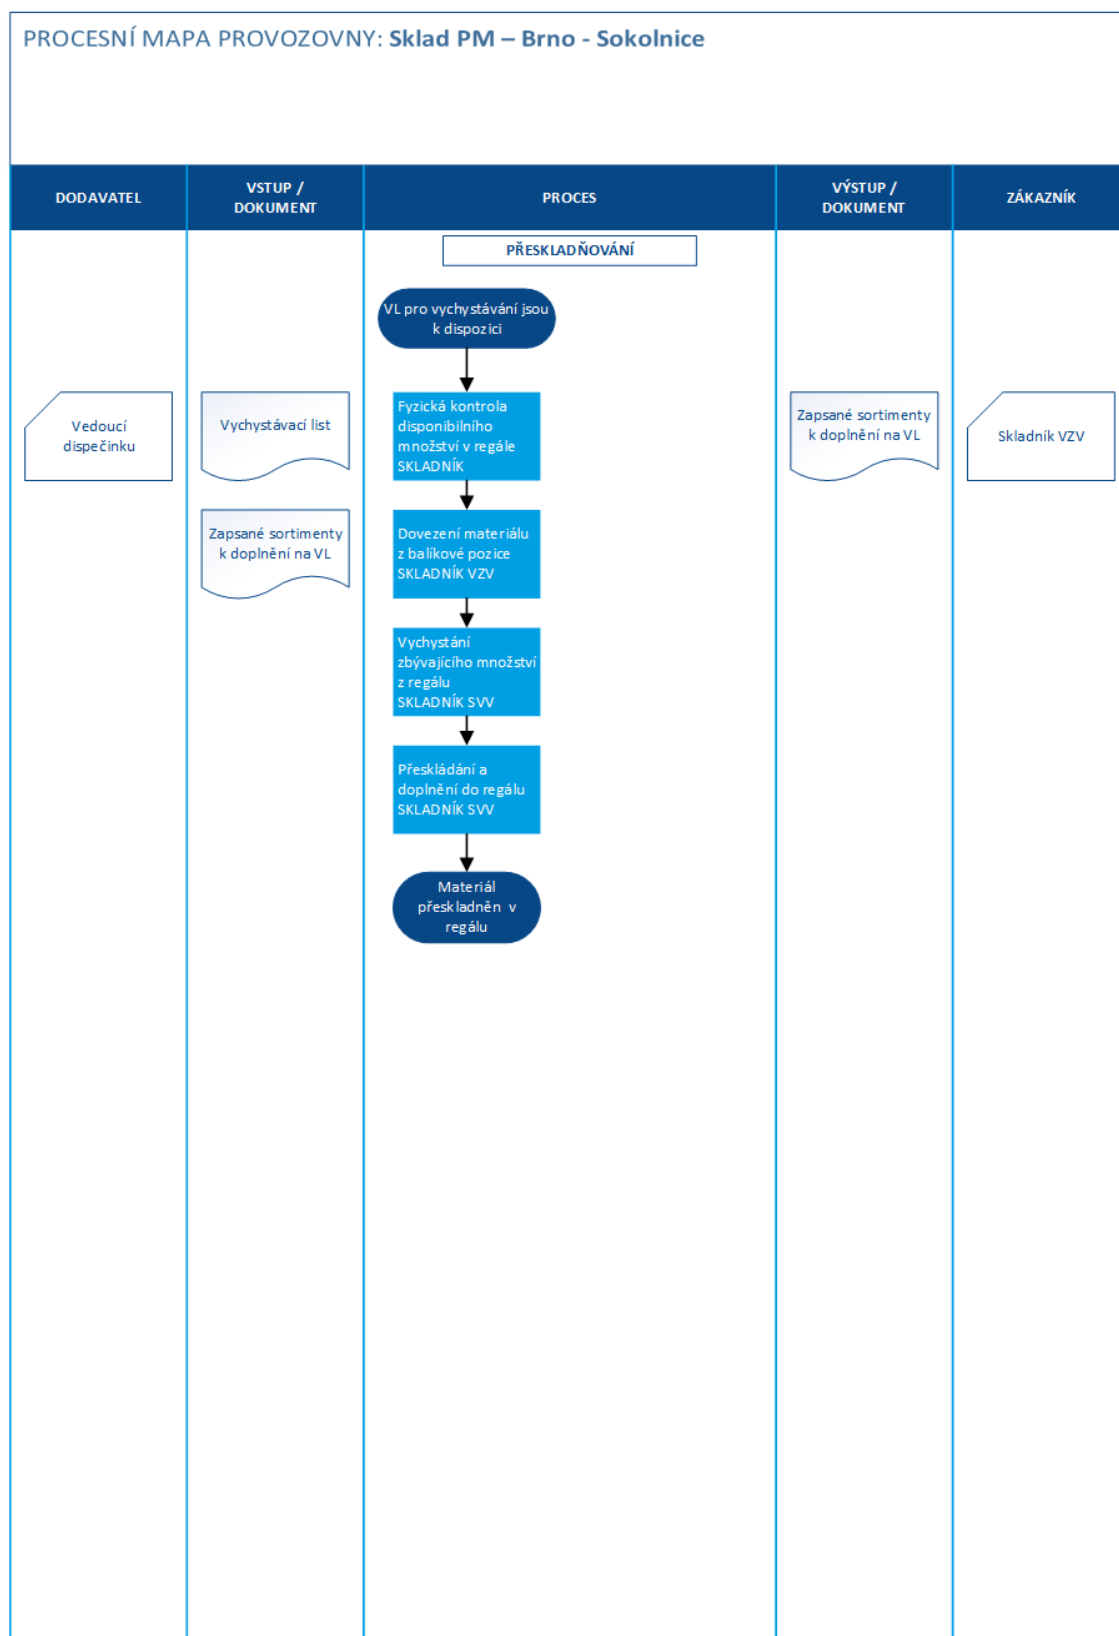 PROCESNÍ MAPA PROVOZOVNY: Sklad PM – Brno - Sokolnice
DODAVATEL
VSTUP /
DOKUMENT
PROCES
VÝSTUP /
DOKUMENT
ZÁKAZNÍK
PŘESKLADŇOVÁNÍ
VL pro vychystávání jsou
k dispozici
Vedoucí
dispečinku
Vychystávací list
Fyzická kontrola
disponibilního
množství v regále
SKLADNÍK
Zapsané sortimenty
k doplnění na VL
Skladník VZV
Zapsané sortimenty
k doplnění na VL
Dovezení materiálu
z balíkové pozice
SKLADNÍK VZV
Vychystání
zbývajícího množství
z regálu
SKLADNÍK SVV
Přeskládání a
doplnění do regálu
SKLADNÍK SVV
Materiál
přeskladněn v
regálu